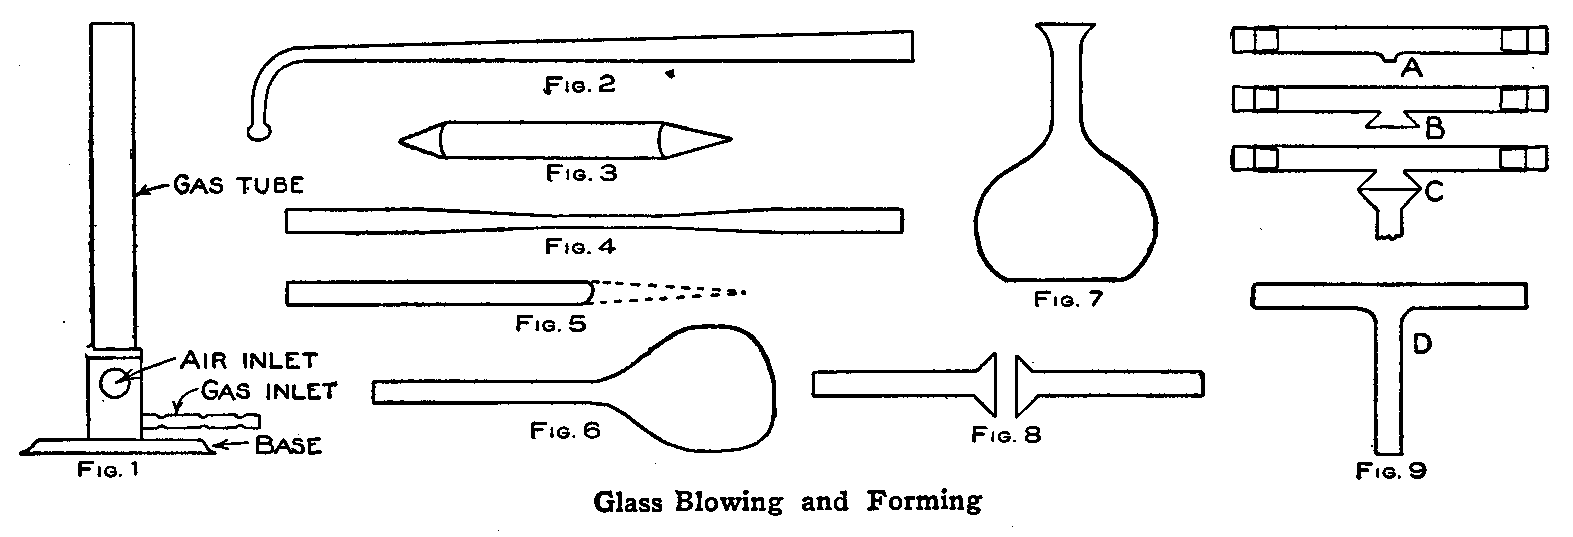 GAS TUBE
AIR INLET
GAS INLET
BASE
FIG. 1
FIG. 2
FIG. 3
FIG. 4
FIG. 5
FIG. 6
FIG. 7
FIG. 8
A
B
C
D
FIG. 9
Glass Blowing and Forming